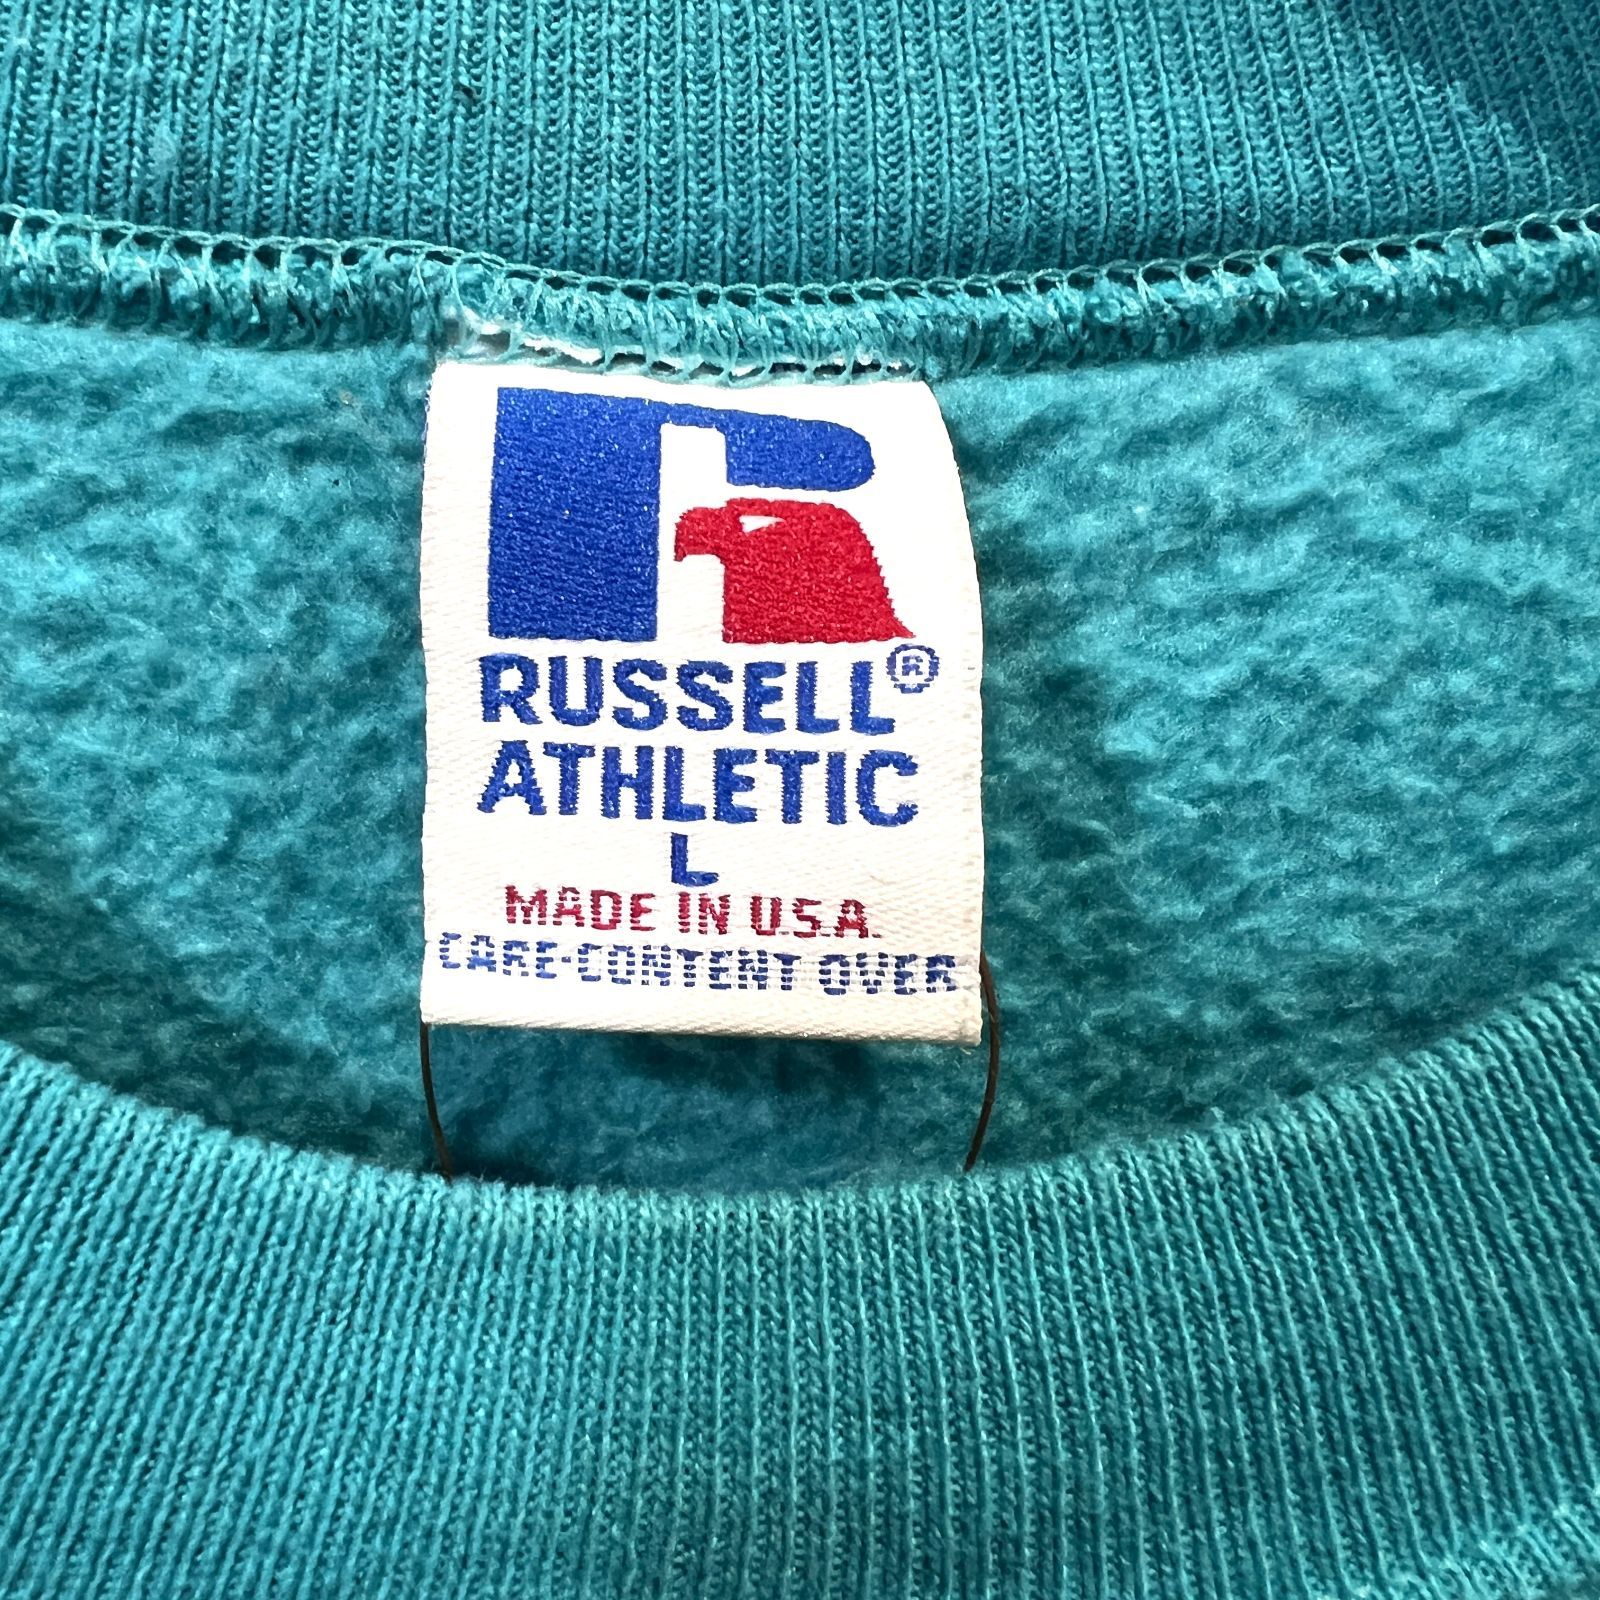 RUSSELL®
ATHLETIC
L
MADE IN U.S.A.
CARE-CONTENT OVER